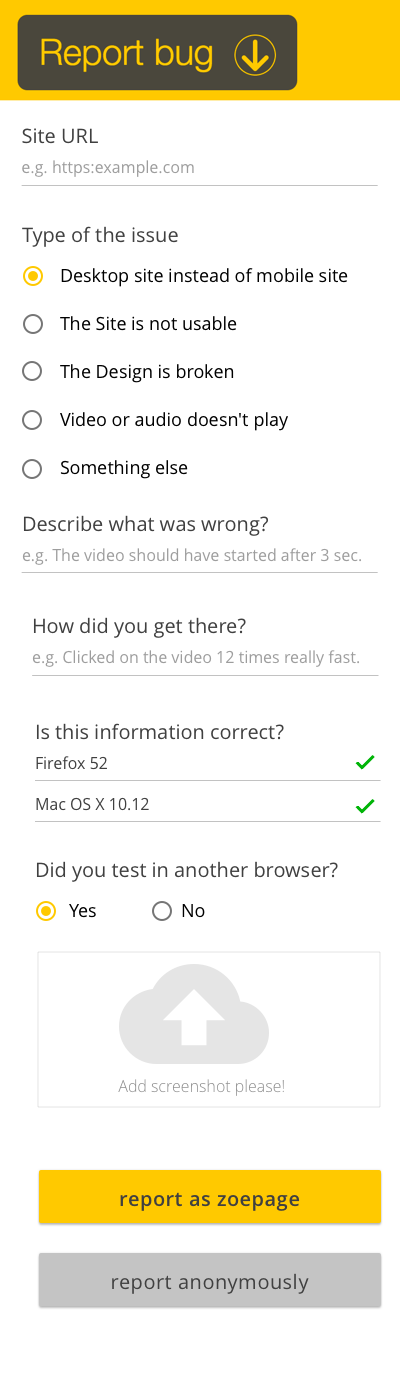 Report bug
Site URL
e.g. https:example.com
Type of the issue
Desktop site instead of mobile site
The Site is not usable
The Design is broken
Video or audio doesn't play
Something else
Describe what was wrong?
e.g. The video should have started after 3 sec.
How did you get there?
e.g. Clicked on the video 12 times really fast.
Is this information correct?
Firefox 52
Mac OS X 10.12
Did you test in another browser?
Yes No
Add screenshot please!
report as zoepage
report anonymously